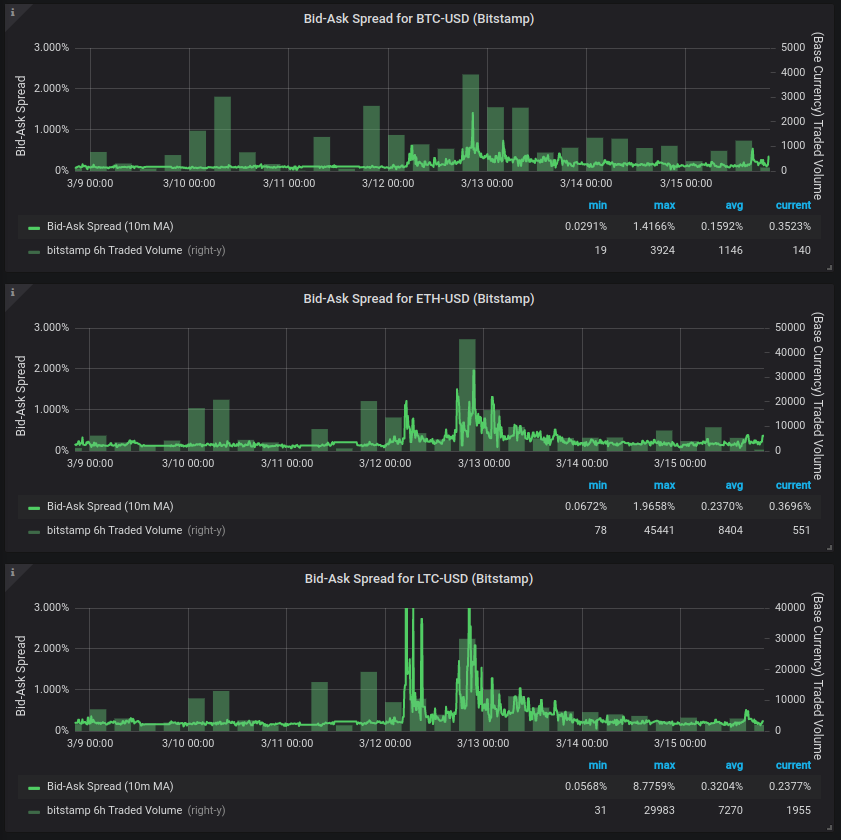 i
Bid-Ask Spread for BTC-USD (Bitstamp)
Bid-Ask Spread
3.000%
2.000%
1.000%
0%
5000
4000
3000
2000
1000
0
(Base Currency) Traded Volume
3/9 00:00 3/10 00:00 3/11 00:00 3/12 00:00 3/13 00:00 3/14 00:00 3/15 00:00
min max avg current
Bid-Ask Spread (10m MA) 0.0291% 1.4166% 0.1592% 0.3523%
bitstamp 6h Traded Volume (right-y) 19 3924 1146 140
i
Bid-Ask Spread for ETH-USD (Bitstamp)
Bid-Ask Spread
3.000%
2.000%
1.000%
0%
50000
40000
30000
20000
10000
0
(Base Currency) Traded Volume
3/9 00:00 3/10 00:00 3/11 00:00 3/12 00:00 3/13 00:00 3/14 00:00 3/15 00:00
min max avg current
Bid-Ask Spread (10m MA) 0.0672% 1.9658% 0.2370% 0.3696%
bitstamp 6h Traded Volume (right-y) 78 45441 8404 551
i
Bid-Ask Spread for LTC-USD (Bitstamp)
Bid-Ask Spread
3.000%
2.000%
1.000%
0%
40000
30000
20000
10000
0
(Base Currency) Traded Volume
3/9 00:00 3/10 00:00 3/11 00:00 3/12 00:00 3/13 00:00 3/14 00:00 3/15 00:00
min max avg current
Bid-Ask Spread (10m MA) 0.0568% 8.7759% 0.3204% 0.2377%
bitstamp 6h Traded Volume (right-y) 31 29983 7270 1955